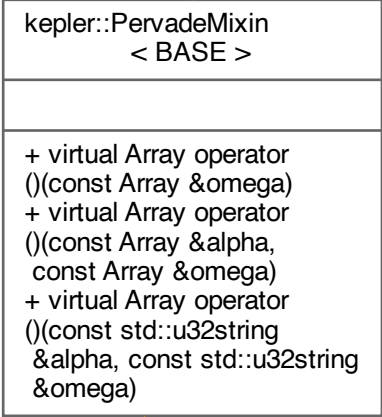 kepler::PervadeMixin
< BASE >
+ virtual Array operator
()(const Array &omega)
+ virtual Array operator
()(const Array &alpha,
const Array &omega)
+ virtual Array operator
()(const std::u32string
&alpha, const std::u32string
&omega)